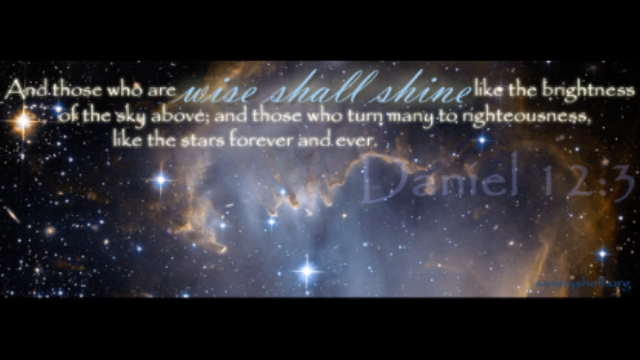 And those who are wise shall shine like the brightness
of the sky above; and those who turn many to righteousness,
like the stars forever and ever.
Daniel 12:3